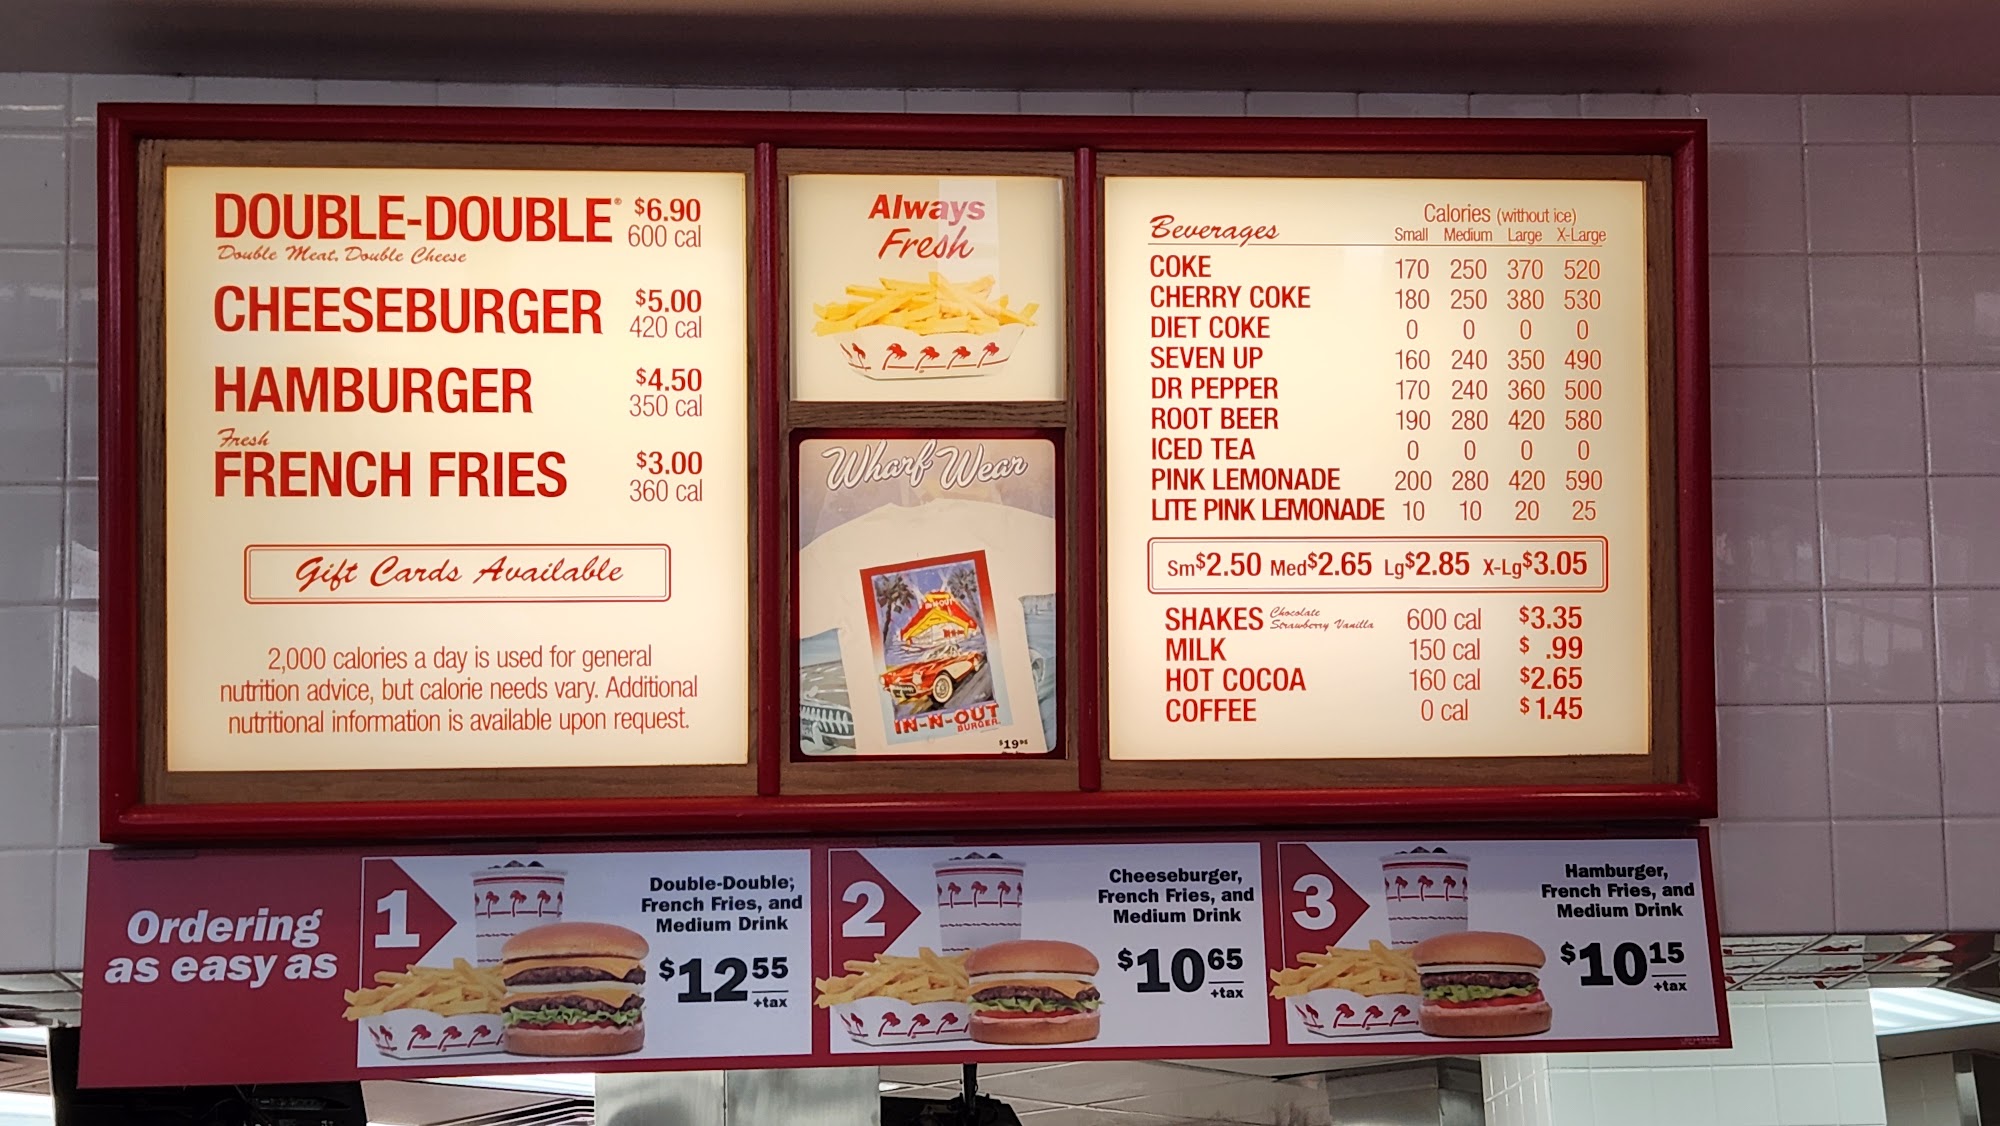 DOUBLE-DOUBLE® $6.90
Double Meat, Double Cheese 600 cal
CHEESEBURGER $5.00
420 cal
HAMBURGER $4.50
350 cal
Fresh
FRENCH FRIES $3.00
360 cal
Gift Cards Available
2,000 calories a day is used for general
nutrition advice, but calorie needs vary. Additional
nutritional information is available upon request.
Always
Fresh
Wharf Wear
IN-N-OUT
IN-N-OUT
BURGER
$19
Beverages
Calories (without ice)
Small Medium Large X-Large
COKE 170 250 370 520
CHERRY COKE 180 250 380 530
DIET COKE 0 0 0 0
SEVEN UP 160 240 350 490
DR PEPPER 170 240 360 500
ROOT BEER 190 280 420 580
ICED TEA 0 0 0 0
PINK LEMONADE 200 280 420 590
LITE PINK LEMONADE 10 10 20 25
Sm$2.50 Med$2.65 Lg$2.85 X-Lg$3.05
SHAKES Chocolate Strawberry Vanilla 600 cal $3.35
MILK 150 cal $ .99
HOT COCOA 160 cal $2.65
COFFEE 0 cal $1.45
Ordering
as easy as
1
Double-Double,®
French Fries, and
Medium Drink
$12 55
+tax
2
Cheeseburger,
French Fries, and
Medium Drink
$10 65
+tax
3
Hamburger,
French Fries, and
Medium Drink
$10 15
+tax